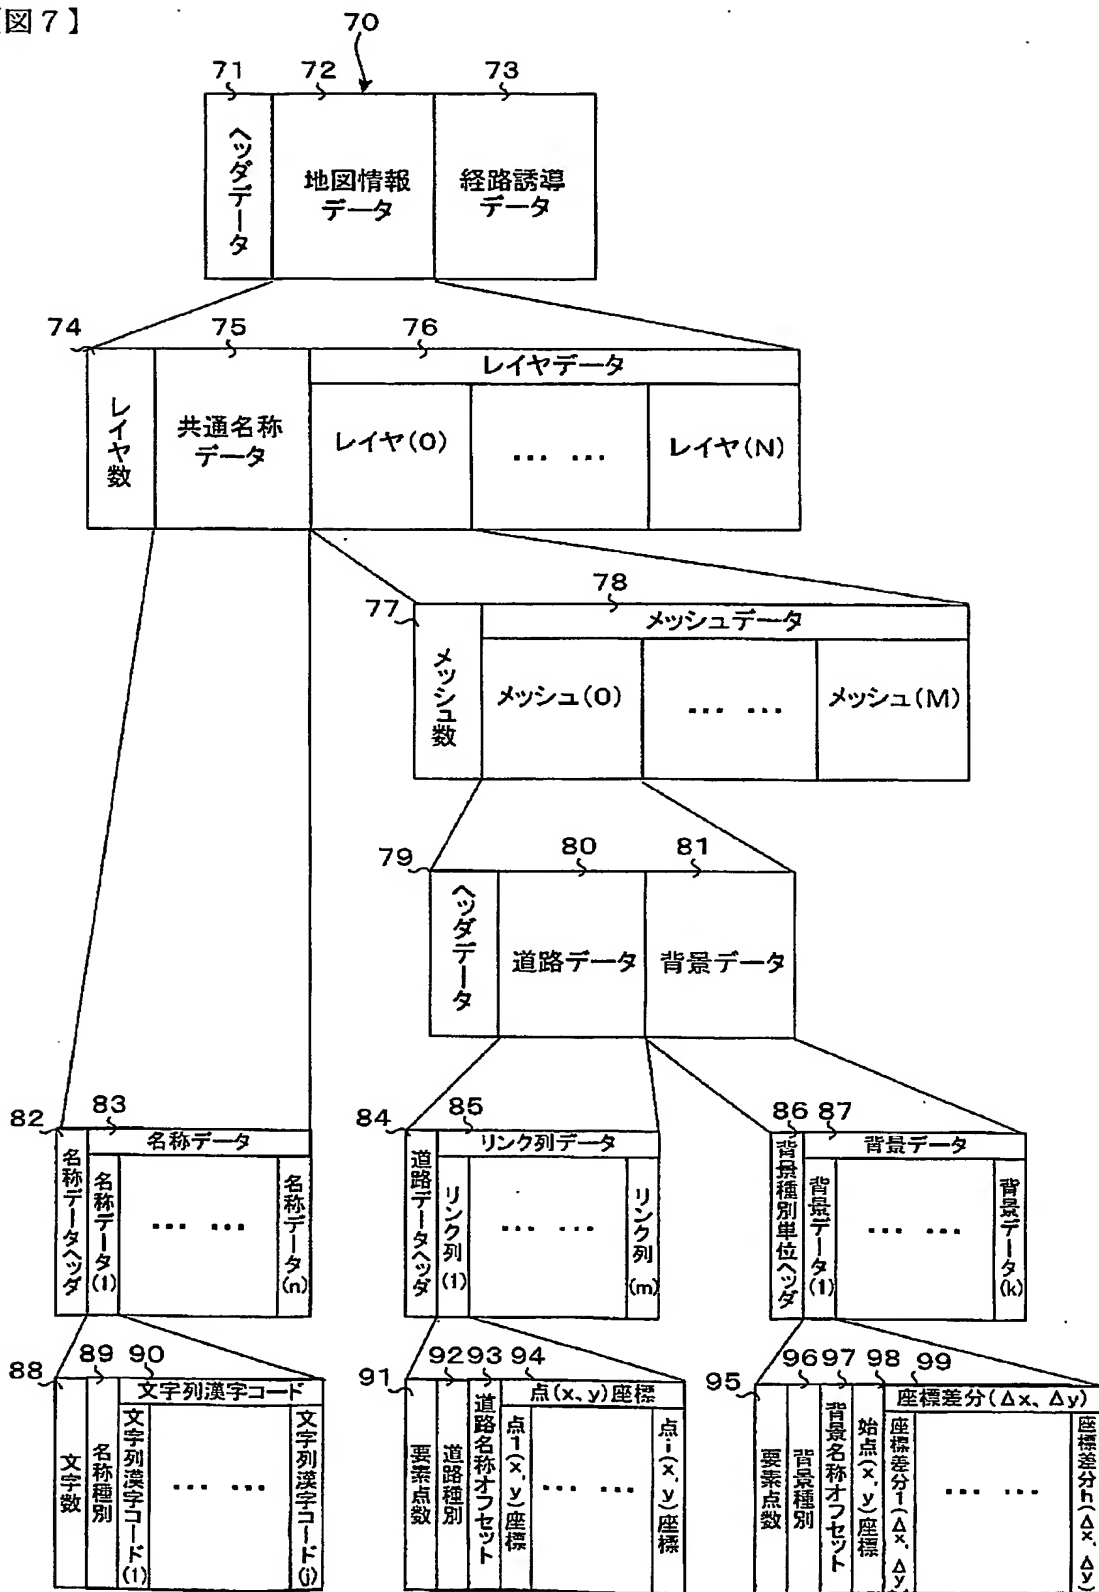 【図7】
70
71
72
73
ヘッダデータ
地図情報
データ
経路誘導
データ
74
75
76
レイヤ数
共通名称
データ
レイヤデータ
レイヤ(0)
… …
レイヤ(N)
77
78
メッシュ数
メッシュデータ
メッシュ(0)
… …
メッシュ(M)
79
80
81
ヘッダデータ
道路データ
背景データ
82
83
名称データヘッダ
名称データ
名称データ(1)
… …
名称データ(n)
84
85
道路データヘッダ
リンク列データ
リンク列(1)
… …
リンク列(m)
86
87
背景種別単位ヘッダ
背景データ
背景データ(1)
… …
背景データ(k)
88
89
90
文字数
名称種別
文字列漢字コード
文字列漢字コード(1)
… …
文字列漢字コード(j)
91
92
93
94
要素点数
道路種別
道路名称オフセット
点(x、y)座標
点1(x,y)座標
… …
点i(x,y)座標
95
96
97
98
99
要素点数
背景種別
背景名称オフセット
始点(x,y)座標
座標差分(Δx、Δy)
座標差分1(Δx,Δy)
… …
座標差分h(Δx,Δy)